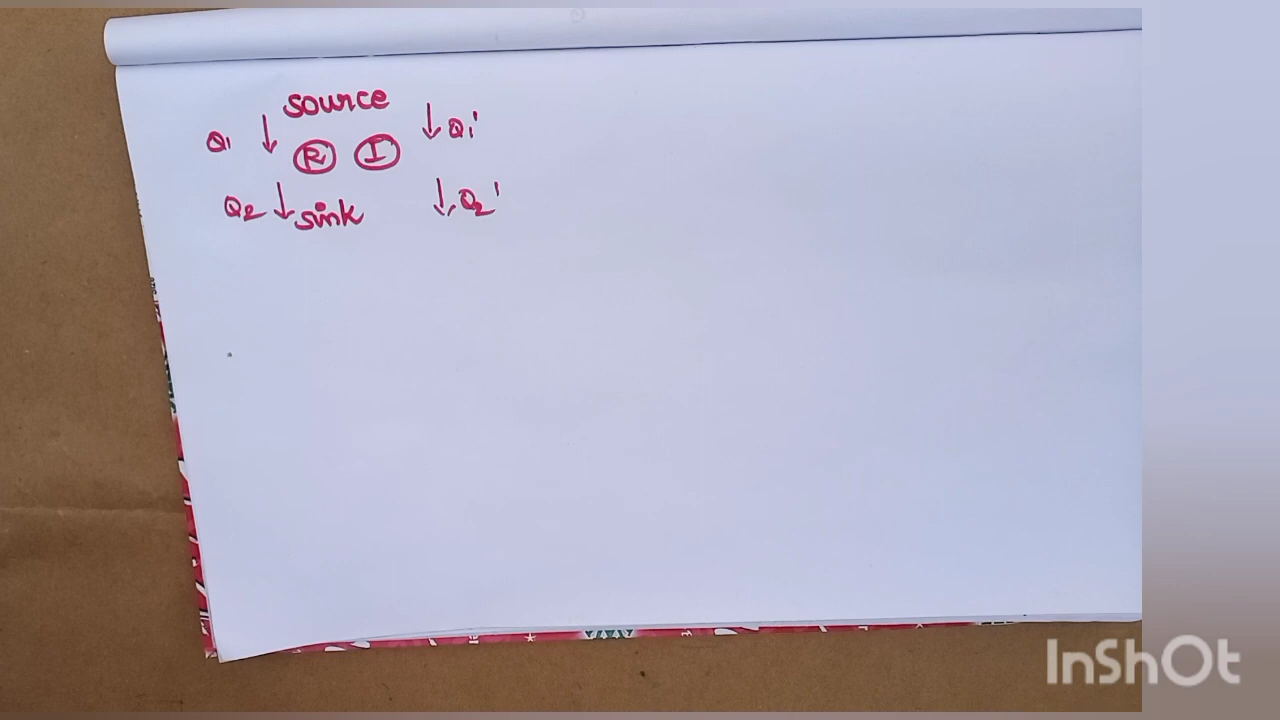 source
Q1 ↓ R I ↓ Q1'
Q2 ↓ sink ↓ Q2'
InShOt